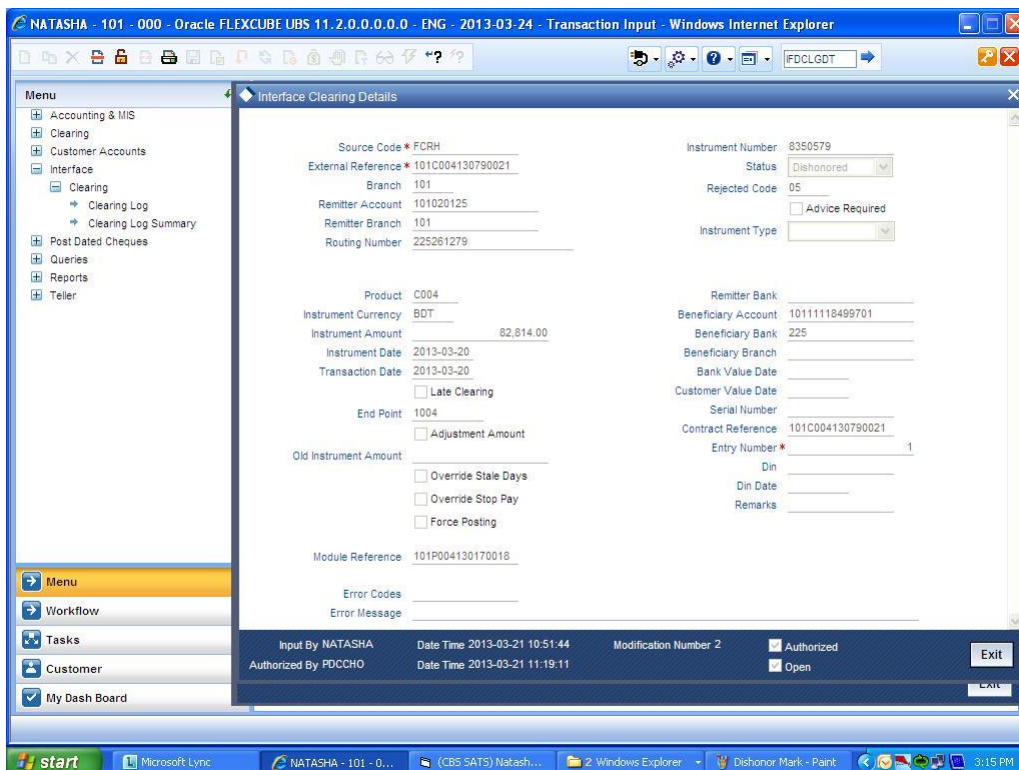 NATASHA - 101 - 000 - Oracle FLEXCUBE UBS 11.2.0.0.0.0.0 - ENG - 2013-03-24 - Transaction Input - Windows Internet Explorer
IFDCLGDT
Menu
Accounting & MIS
Clearing
Customer Accounts
Interface
Clearing
Clearing Log
Clearing Log Summary
Post Dated Cheques
Queries
Reports
Teller
Menu
Workflow
Tasks
Customer
My Dash Board
Interface Clearing Details
Source Code * FCRH
External Reference * 101C004130790021
Branch 101
Remitter Account 101020125
Remitter Branch 101
Routing Number 225261279
Instrument Number 8350579
Status Dishonored
Rejected Code 05
Advice Required
Instrument Type
Product C004
Instrument Currency BDT
Instrument Amount 82,814.00
Instrument Date 2013-03-20
Transaction Date 2013-03-20
Late Clearing
End Point 1004
Adjustment Amount
Old Instrument Amount
Override Stale Days
Override Stop Pay
Force Posting
Module Reference 101P004130170018
Error Codes
Error Message
Remitter Bank
Beneficiary Account 10111118499701
Beneficiary Bank 225
Beneficiary Branch
Bank Value Date
Customer Value Date
Serial Number
Contract Reference 101C004130790021
Entry Number * 1
Din
Din Date
Remarks
Input By NATASHA Date Time 2013-03-21 10:51:44 Modification Number 2 Authorized
Authorized By PDCCHO Date Time 2013-03-21 11:19:11 Open
Exit
Exit
start Microsoft Lync NATASHA - 101 - 0... (CBS SATS) Natash... 2 Windows Explorer Dishonor Mark - Paint 3:15 PM